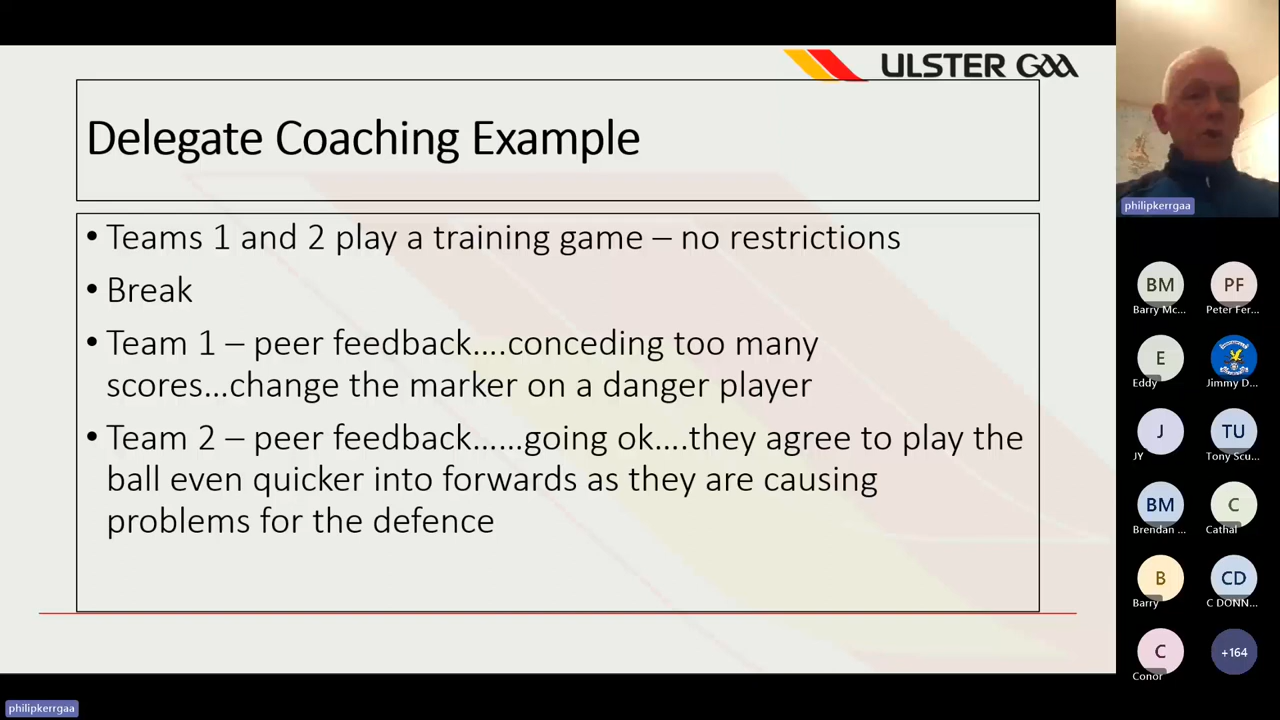 ULSTER GAA
Delegate Coaching Example
• Teams 1 and 2 play a training game – no restrictions
• Break
• Team 1 – peer feedback….conceding too many
scores…change the marker on a danger player
• Team 2 – peer feedback……going ok….they agree to play the
ball even quicker into forwards as they are causing
problems for the defence
philipkerrgaa
BM
PF
Barry Mc...
Peter Fer...
E
Eddy
Jimmy D...
J
TU
JY
Tony Scu...
BM
C
Brendan ...
Cathal
B
CD
Barry
C DONN...
C
+164
Conor
philipkerrgaa